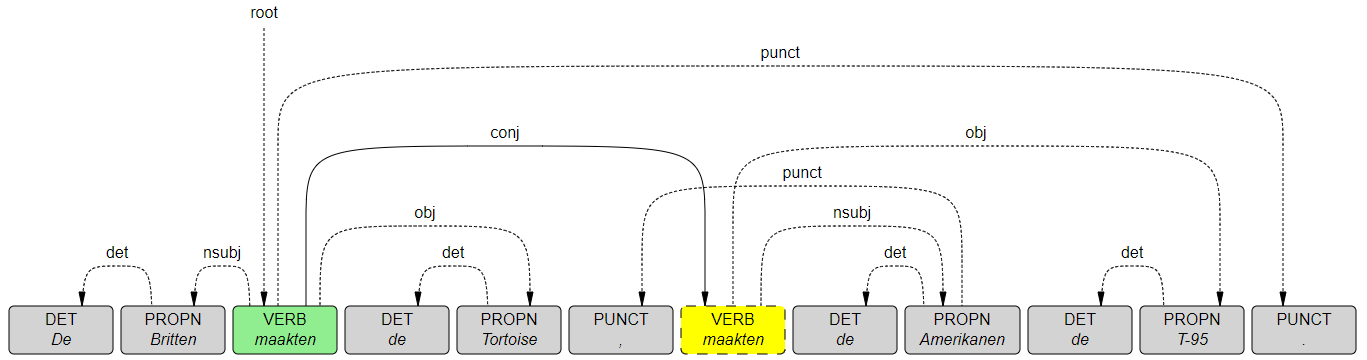 root
punct
conj obj
punct
obj nsubj
det nsubj det det det
DET PROPN VERB DET PROPN PUNCT VERB DET PROPN DET PROPN PUNCT
De Britten maakten de Tortoise , maakten de Amerikanen de T-95 .